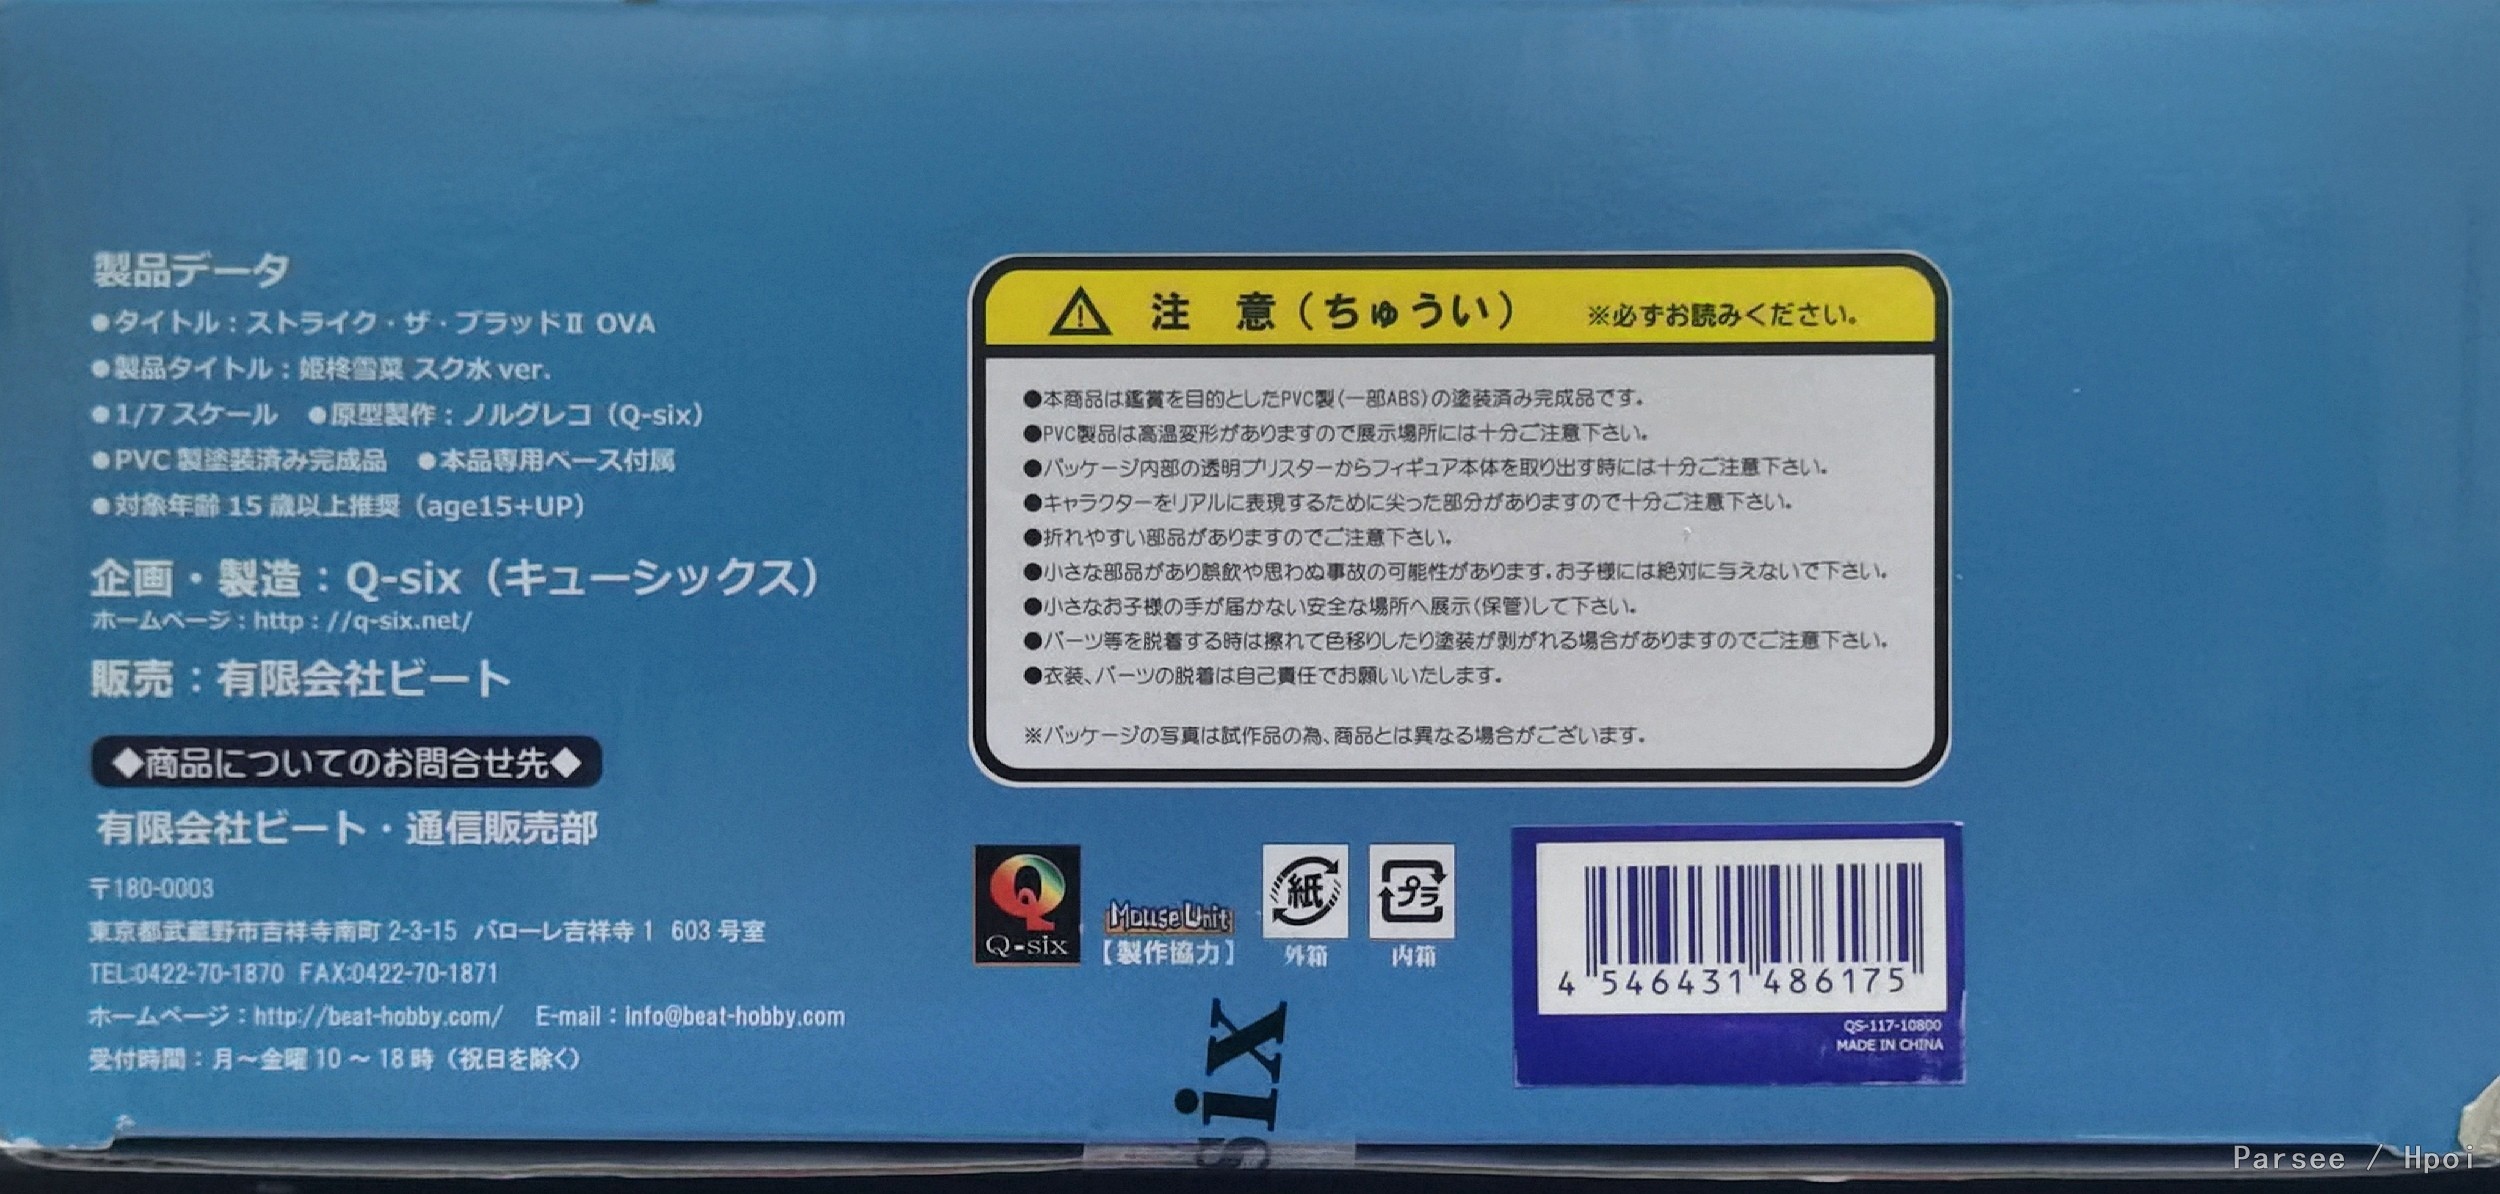 製品データ
●タイトル：ストライク・ザ・ブラッドⅡ OVA
●製品タイトル：姫柊雪菜 スク水 ver.
●1/7 スケール　●原型製作：ノルグレコ（Q-six）
●PVC 製塗装済み完成品　●本品専用ベース付属
●対象年齢 15 歳以上推奨（age15+UP）
企画・製造：Q-six（キューシックス）
ホームページ：http：//q-six.net/
販売：有限会社ビート
◆商品についてのお問合せ先◆
有限会社ビート・通信販売部
〒180-0003
東京都武蔵野市吉祥寺南町 2-3-15　バローレ吉祥寺 1　603 号室
TEL:0422-70-1870　FAX:0422-70-1871
ホームページ：http://beat-hobby.com/　E-mail：info@beat-hobby.com
受付時間：月～金曜 10 ～ 18 時（祝日を除く）
注　意（ちゅうい）　※必ずお読みください。
●本商品は鑑賞を目的としたPVC製(一部ABS)の塗装済み完成品です。
●PVC製品は高温変形がありますので展示場所には十分ご注意下さい。
●パッケージ内部の透明ブリスターからフィギュア本体を取り出す時には十分ご注意下さい。
●キャラクターをリアルに表現するために尖った部分がありますので十分ご注意下さい。
●折れやすい部品がありますのでご注意下さい。
●小さな部品があり誤飲や思わぬ事故の可能性があります。お子様には絶対に与えないで下さい。
●小さなお子様の手が届かない安全な場所へ展示(保管)して下さい。
●パーツ等を脱着する時は擦れて色移りしたり塗装が剥がれる場合がありますのでご注意下さい。
●衣装、パーツの脱着は自己責任でお願いいたします。
※パッケージの写真は試作品の為、商品とは異なる場合がございます。
Q
Q-six
Mouse Unit
【製作協力】
紙
外箱
プラ
内箱
4 546431 486175
QS-117-10800
MADE IN CHINA
six
Parsee / Hpoi